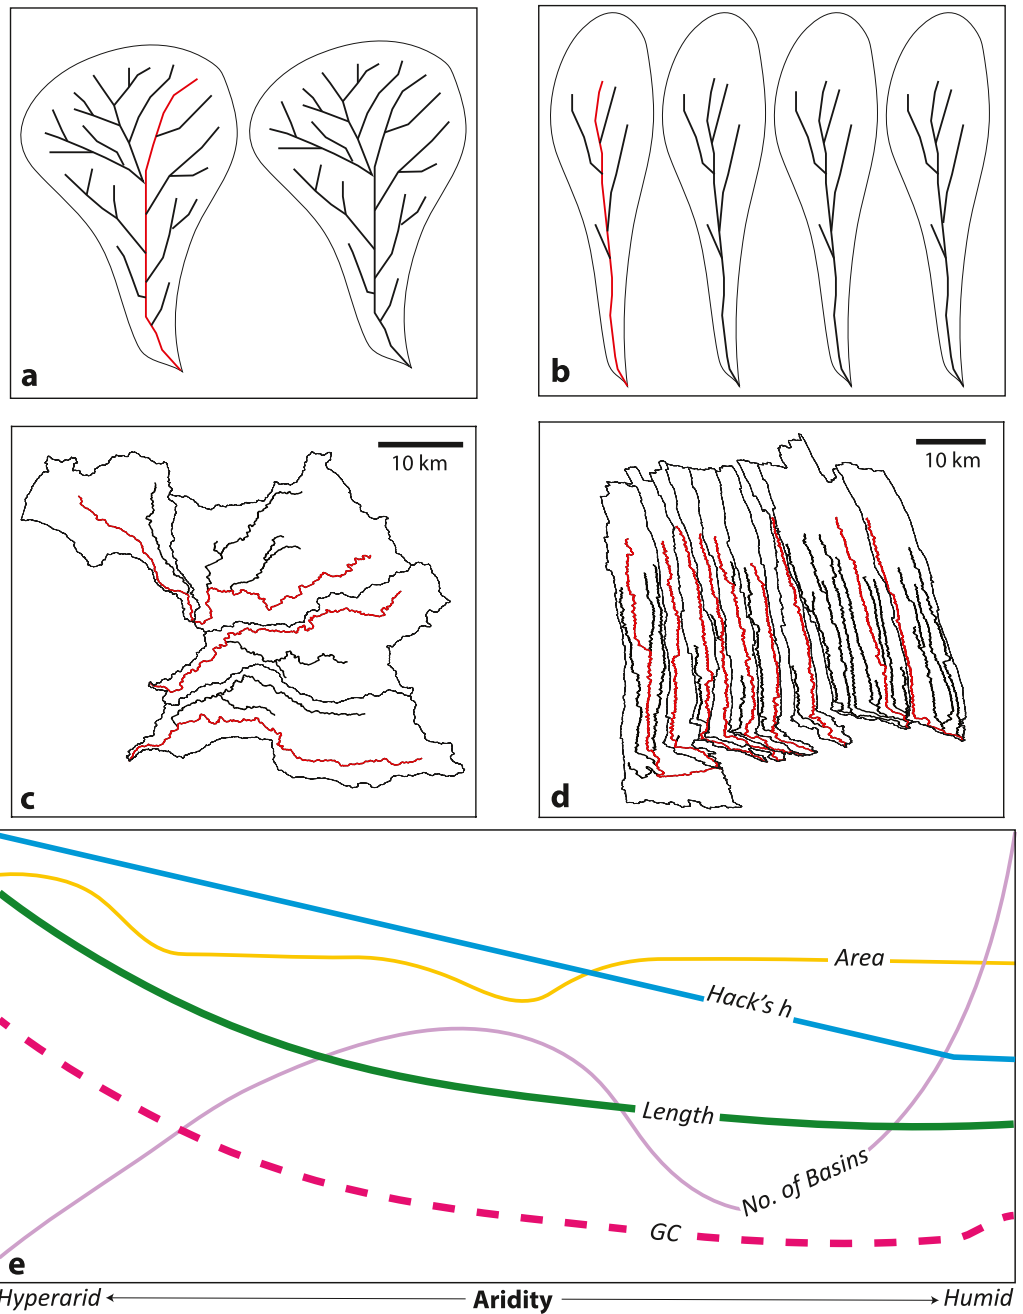 a
b
10 km
c
10 km
d
Area
Hack's h
Length
No. of Basins
GC
e
Hyperarid
Aridity
Humid